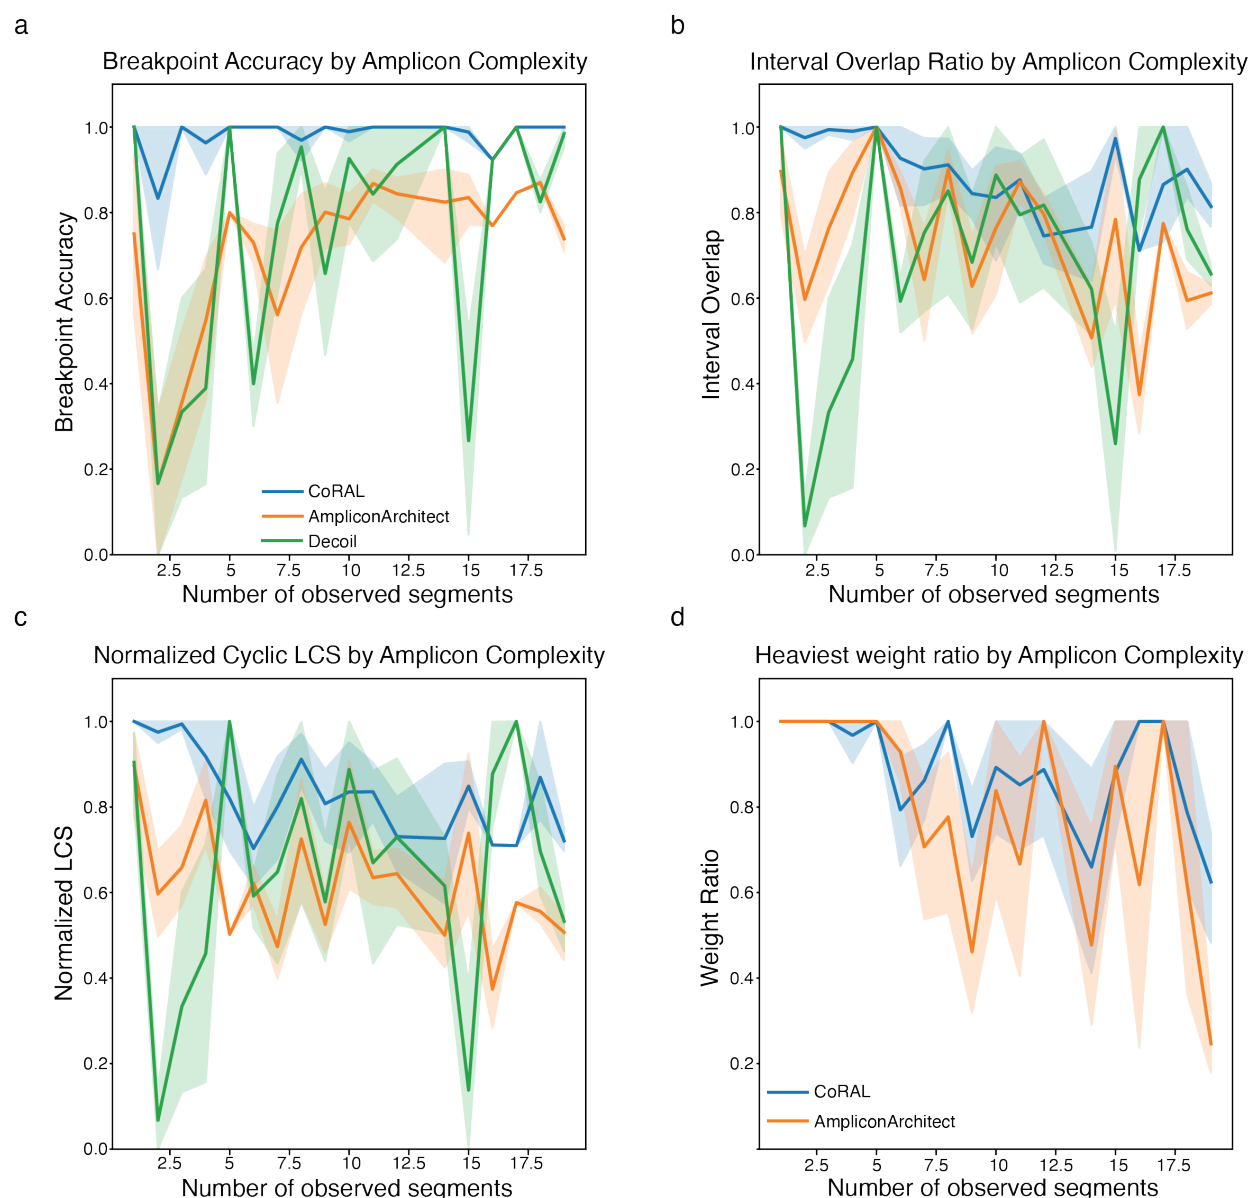 a
Breakpoint Accuracy by Amplicon Complexity
Breakpoint Accuracy
1.0
0.8
0.6
0.4
0.2
0.0
CoRAL
AmpliconArchitect
Decoil
2.5 5 7.5 10 12.5 15 17.5
Number of observed segments
b
Interval Overlap Ratio by Amplicon Complexity
Interval Overlap
1.0
0.8
0.6
0.4
0.2
0.0
2.5 5 7.5 10 12.5 15 17.5
Number of observed segments
c
Normalized Cyclic LCS by Amplicon Complexity
Normalized LCS
1.0
0.8
0.6
0.4
0.2
0.0
2.5 5 7.5 10 12.5 15 17.5
Number of observed segments
d
Heaviest weight ratio by Amplicon Complexity
Weight Ratio
1.0
0.8
0.6
0.4
0.2
CoRAL
AmpliconArchitect
2.5 5 7.5 10 12.5 15 17.5
Number of observed segments